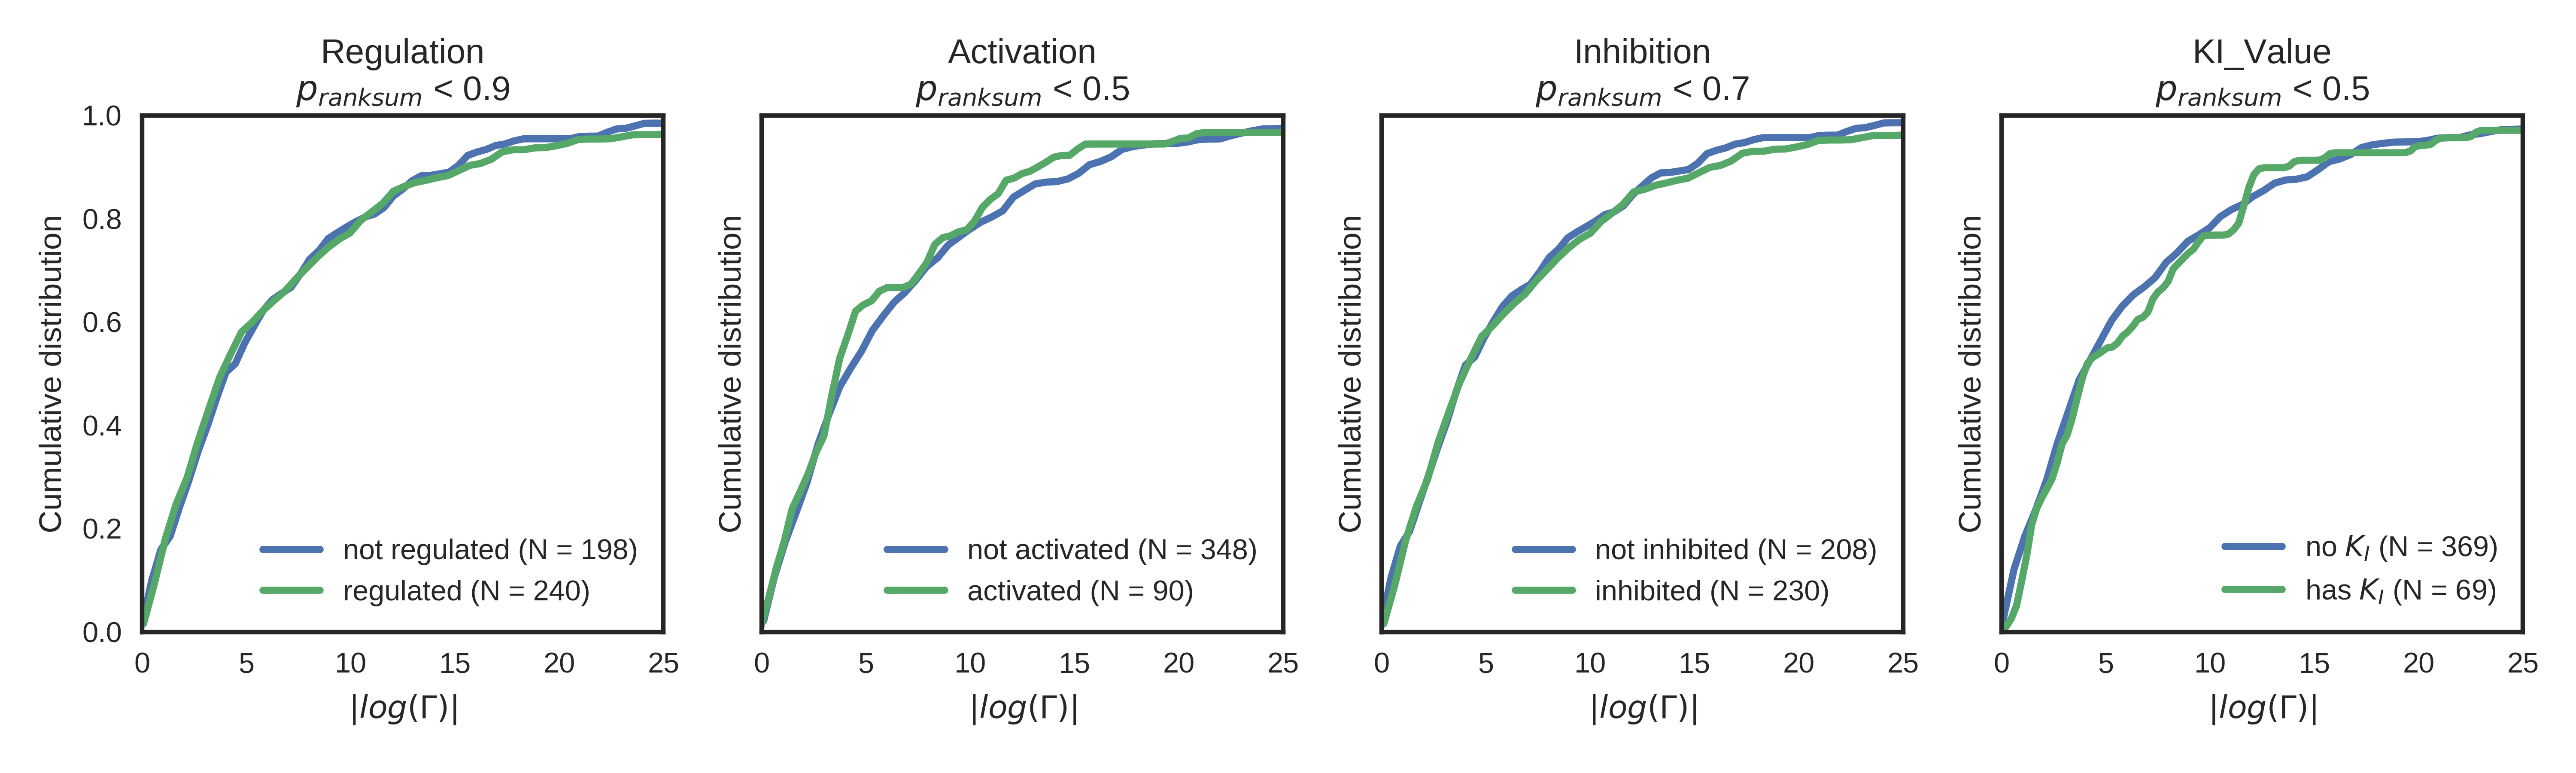 Regulation
p_ranksum < 0.9
Cumulative distribution
1.0
0.8
0.6
0.4
0.2
0.0
not regulated (N = 198)
regulated (N = 240)
0 5 10 15 20 25
|log(Γ)|
Activation
p_ranksum < 0.5
Cumulative distribution
not activated (N = 348)
activated (N = 90)
0 5 10 15 20 25
|log(Γ)|
Inhibition
p_ranksum < 0.7
Cumulative distribution
not inhibited (N = 208)
inhibited (N = 230)
0 5 10 15 20 25
|log(Γ)|
KI_Value
p_ranksum < 0.5
Cumulative distribution
no K_I (N = 369)
has K_I (N = 69)
0 5 10 15 20 25
|log(Γ)|